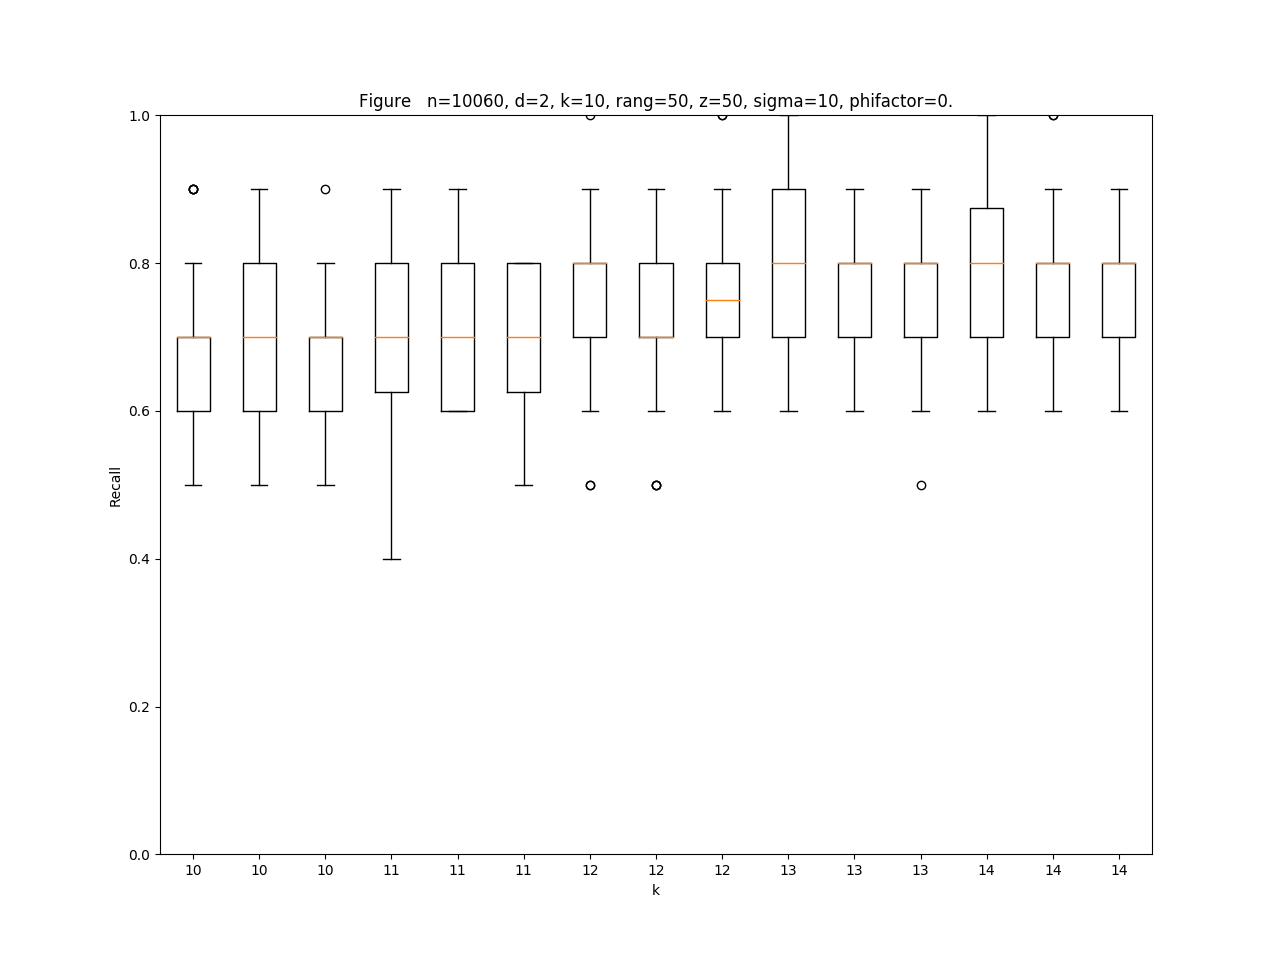 Figure   n=10060, d=2, k=10, rang=50, z=50, sigma=10, phifactor=0.
1.0
0.8
0.6
0.4
0.2
0.0
Recall
10 10 10 11 11 11 12 12 12 13 13 13 14 14 14
k